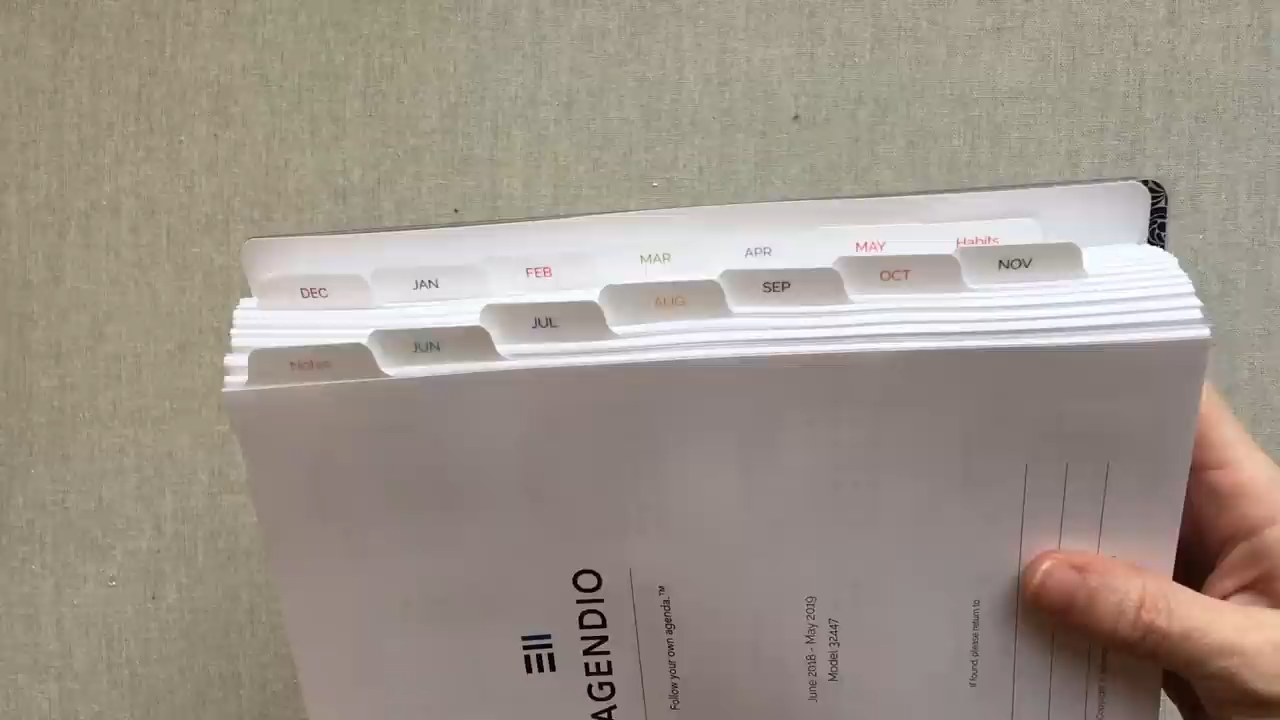 DEC
JAN
FEB
MAR
APR
MAY
Habits
Notes
JUN
JUL
AUG
SEP
OCT
NOV
AGENDIO
Follow your own agenda.™
June 2018 - May 2019
Model 32447
If found, please return to
Copyright